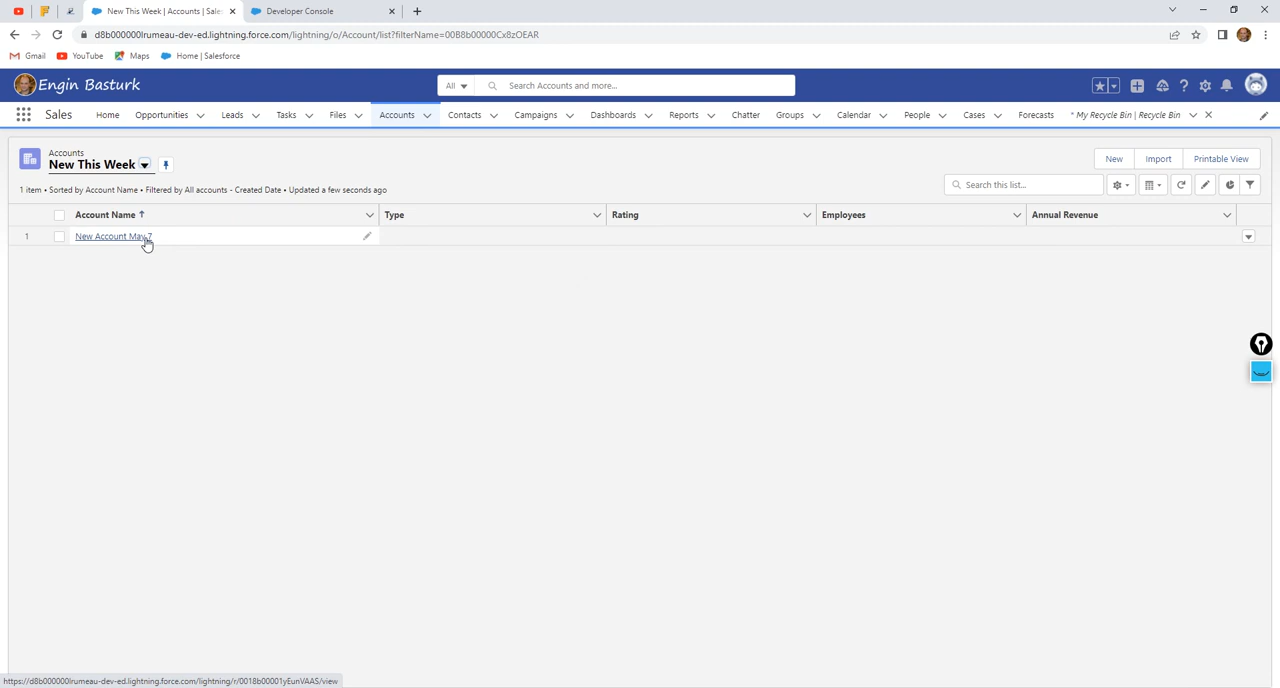 New This Week | Accounts | Sales
Developer Console
d8b000000lrumeau-dev-ed.lightning.force.com/lightning/o/Account/list?filterName=00B8b00000Cx8zOEAR
Gmail YouTube Maps Home | Salesforce
Engin Basturk
All Search Accounts and more...
Sales Home Opportunities Leads Tasks Files Accounts Contacts Campaigns Dashboards Reports Chatter Groups Calendar People Cases Forecasts * My Recycle Bin | Recycle Bin
Accounts
New This Week
New Import Printable View
1 item • Sorted by Account Name • Filtered by All accounts - Created Date • Updated a few seconds ago
Search this list...
Account Name ↑ Type Rating Employees Annual Revenue
1 New Account May 7
https://d8b000000lrumeau-dev-ed.lightning.force.com/lightning/r/0018b00001yEunVAAS/view